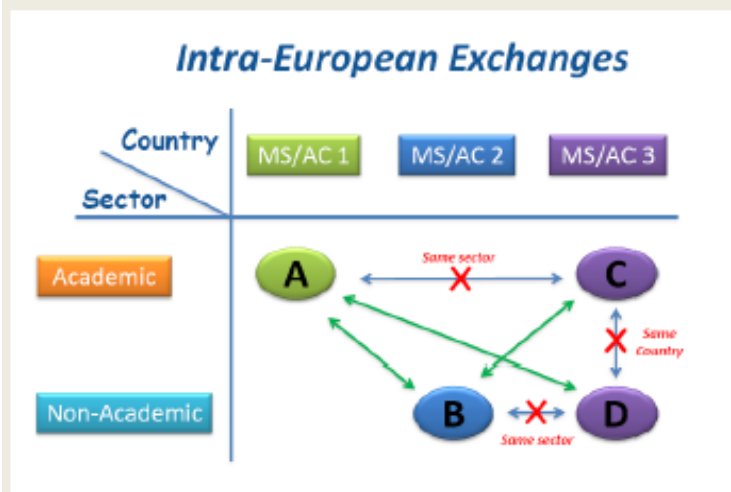 Intra-European Exchanges
Country
Sector
MS/AC 1
MS/AC 2
MS/AC 3
Academic
A
Same sector
C
Same
Country
Non-Academic
B
Same sector
D